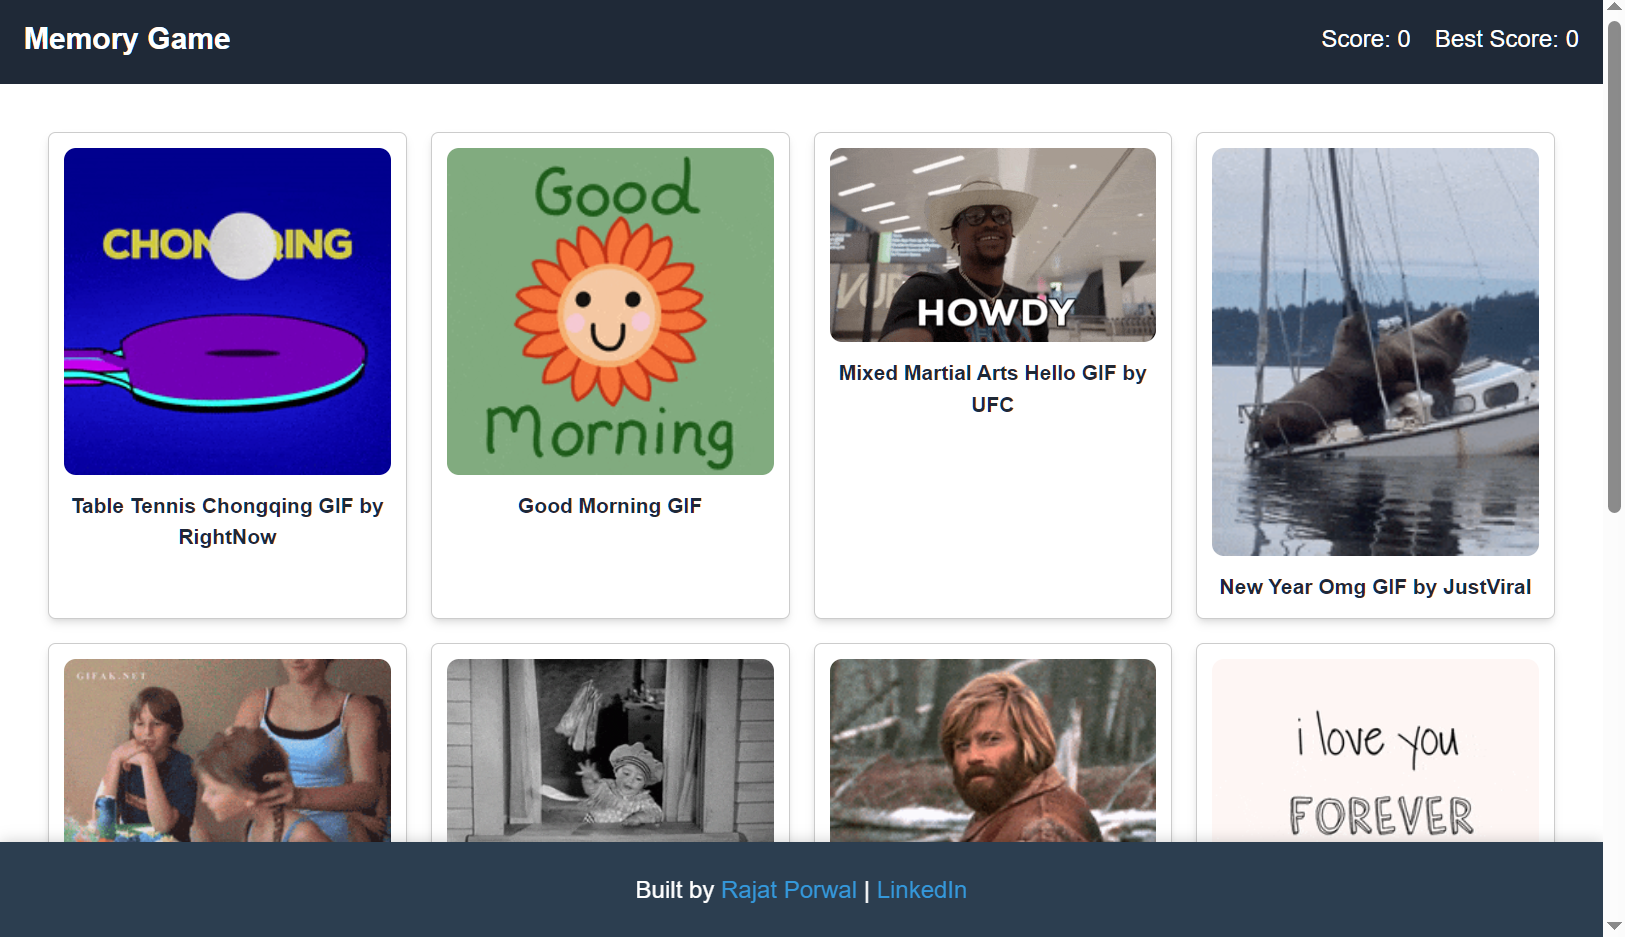 Memory Game
Score: 0 Best Score: 0
CHON QING
Good
Morning
HOWDY
Table Tennis Chongqing GIF by
RightNow
Good Morning GIF
Mixed Martial Arts Hello GIF by
UFC
New Year Omg GIF by JustViral
GIFAK.NET
i love you
FOREVER
Built by Rajat Porwal | LinkedIn